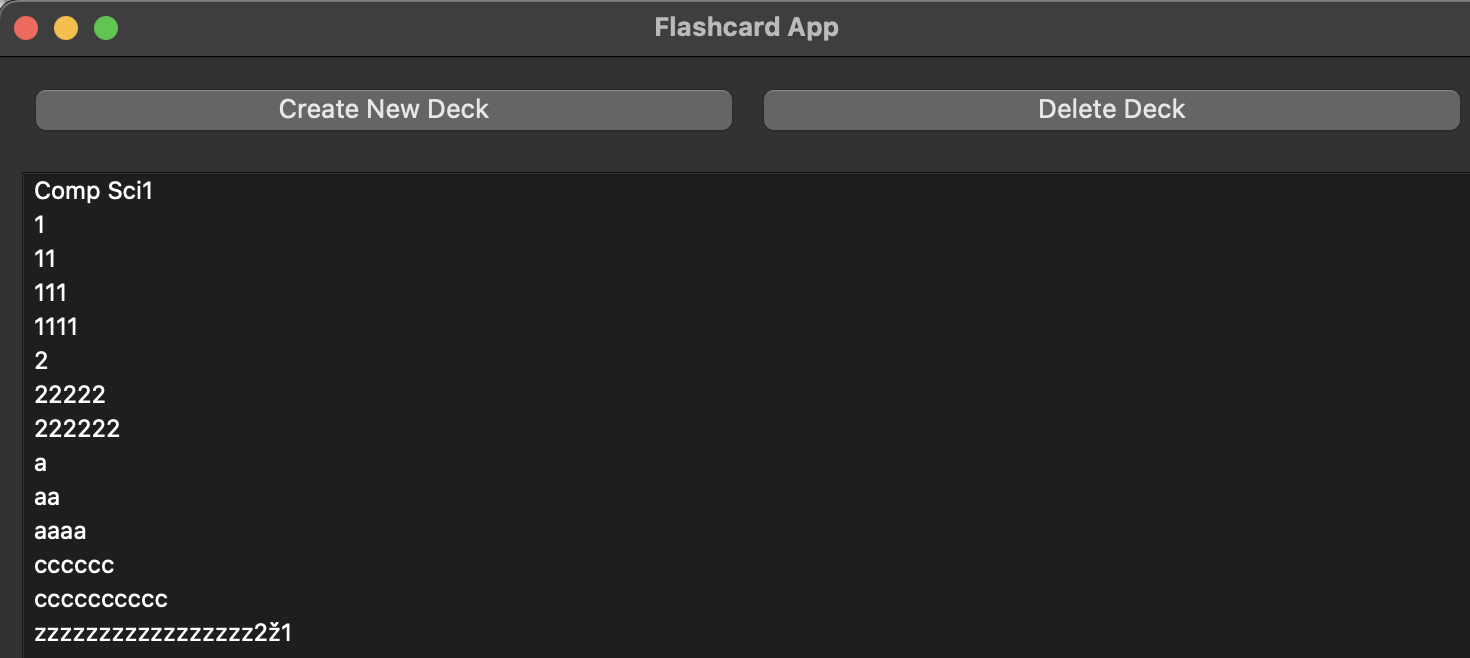 Flashcard App
Create New Deck
Delete Deck
Comp Sci1
1
11
111
1111
2
22222
222222
a
aa
aaaa
cccccc
cccccccccc
zzzzzzzzzzzzzzzzz2ž1